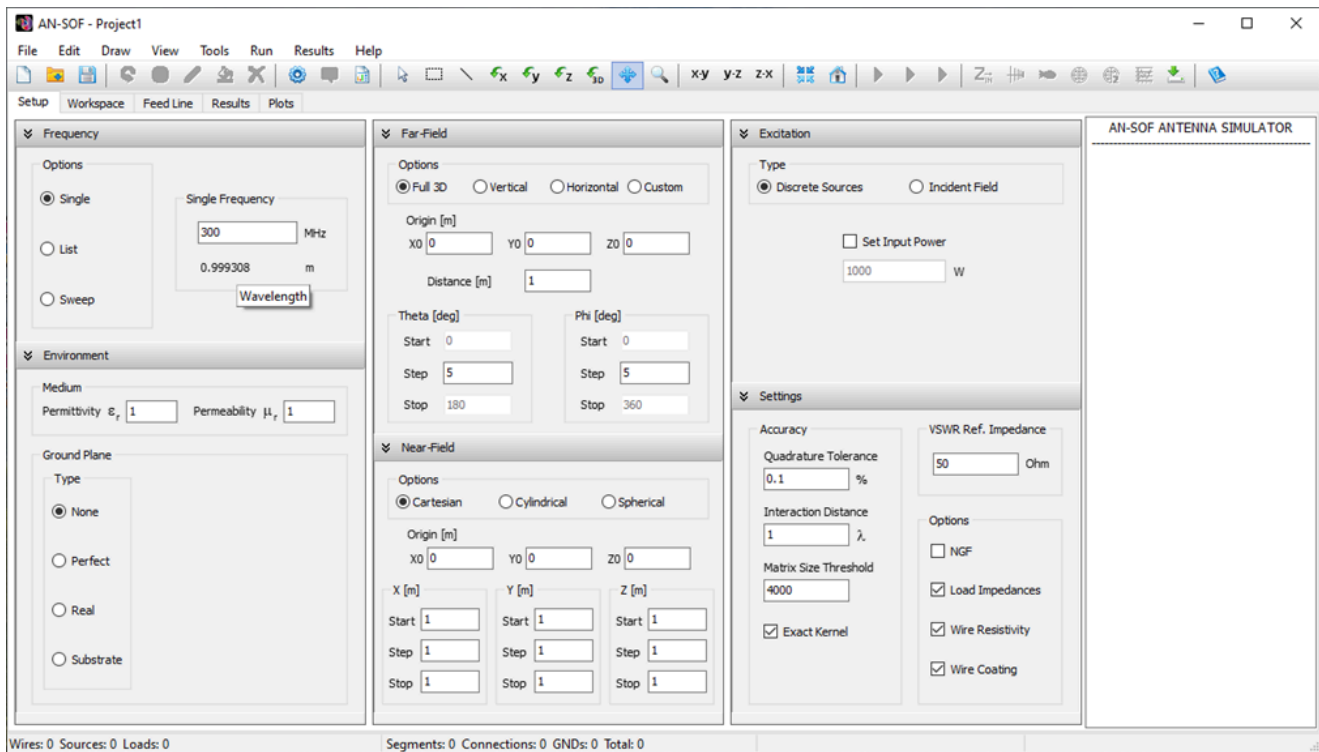 AN-SOF - Project1
File Edit Draw View Tools Run Results Help
x y z 3D x-y y-z z-x
Setup Workspace Feed Line Results Plots
Frequency
Options
Single
List
Sweep
Single Frequency
300 MHz
0.999308 m
Wavelength
Environment
Medium
Permittivity εr 1 Permeability μr 1
Ground Plane
Type
None
Perfect
Real
Substrate
Far-Field
Options
Full 3D Vertical Horizontal Custom
Origin [m]
X0 0 Y0 0 Z0 0
Distance [m] 1
Theta [deg]
Start 0
Step 5
Stop 180
Phi [deg]
Start 0
Step 5
Stop 360
Near-Field
Options
Cartesian Cylindrical Spherical
Origin [m]
X0 0 Y0 0 Z0 0
X [m]
Start 1
Step 1
Stop 1
Y [m]
Start 1
Step 1
Stop 1
Z [m]
Start 1
Step 1
Stop 1
Excitation
Type
Discrete Sources Incident Field
Set Input Power
1000 W
Settings
Accuracy
Quadrature Tolerance
0.1 %
Interaction Distance
1 λ
Matrix Size Threshold
4000
Exact Kernel
VSWR Ref. Impedance
50 Ohm
Options
NGF
Load Impedances
Wire Resistivity
Wire Coating
AN-SOF ANTENNA SIMULATOR
Wires: 0 Sources: 0 Loads: 0
Segments: 0 Connections: 0 GNDs: 0 Total: 0